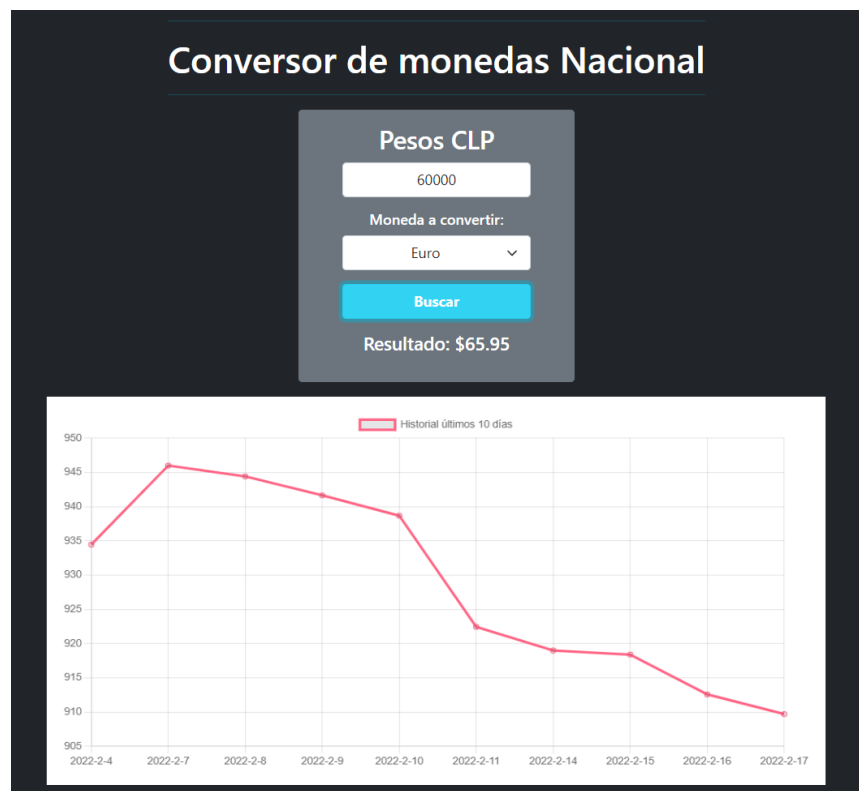 Conversor de monedas Nacional
Pesos CLP
60000
Moneda a convertir:
Euro
Buscar
Resultado: $65.95
Historial últimos 10 días
950
945
940
935
930
925
920
915
910
905
2022-2-4 2022-2-7 2022-2-8 2022-2-9 2022-2-10 2022-2-11 2022-2-14 2022-2-15 2022-2-16 2022-2-17